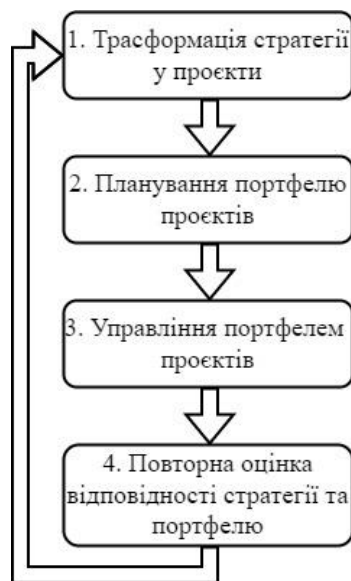 1. Трасформація стратегії
у проєкти
2. Планування портфелю
проєктів
3. Управління портфелем
проєктів
4. Повторна оцінка
відповідності стратегії та
портфелю